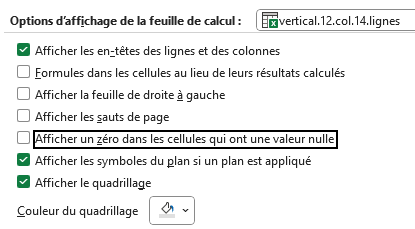 Options d’affichage de la feuille de calcul : vertical.12.col.14.lignes
Afficher les en-têtes des lignes et des colonnes
Formules dans les cellules au lieu de leurs résultats calculés
Afficher la feuille de droite à gauche
Afficher les sauts de page
Afficher un zéro dans les cellules qui ont une valeur nulle
Afficher les symboles du plan si un plan est appliqué
Afficher le quadrillage
Couleur du quadrillage